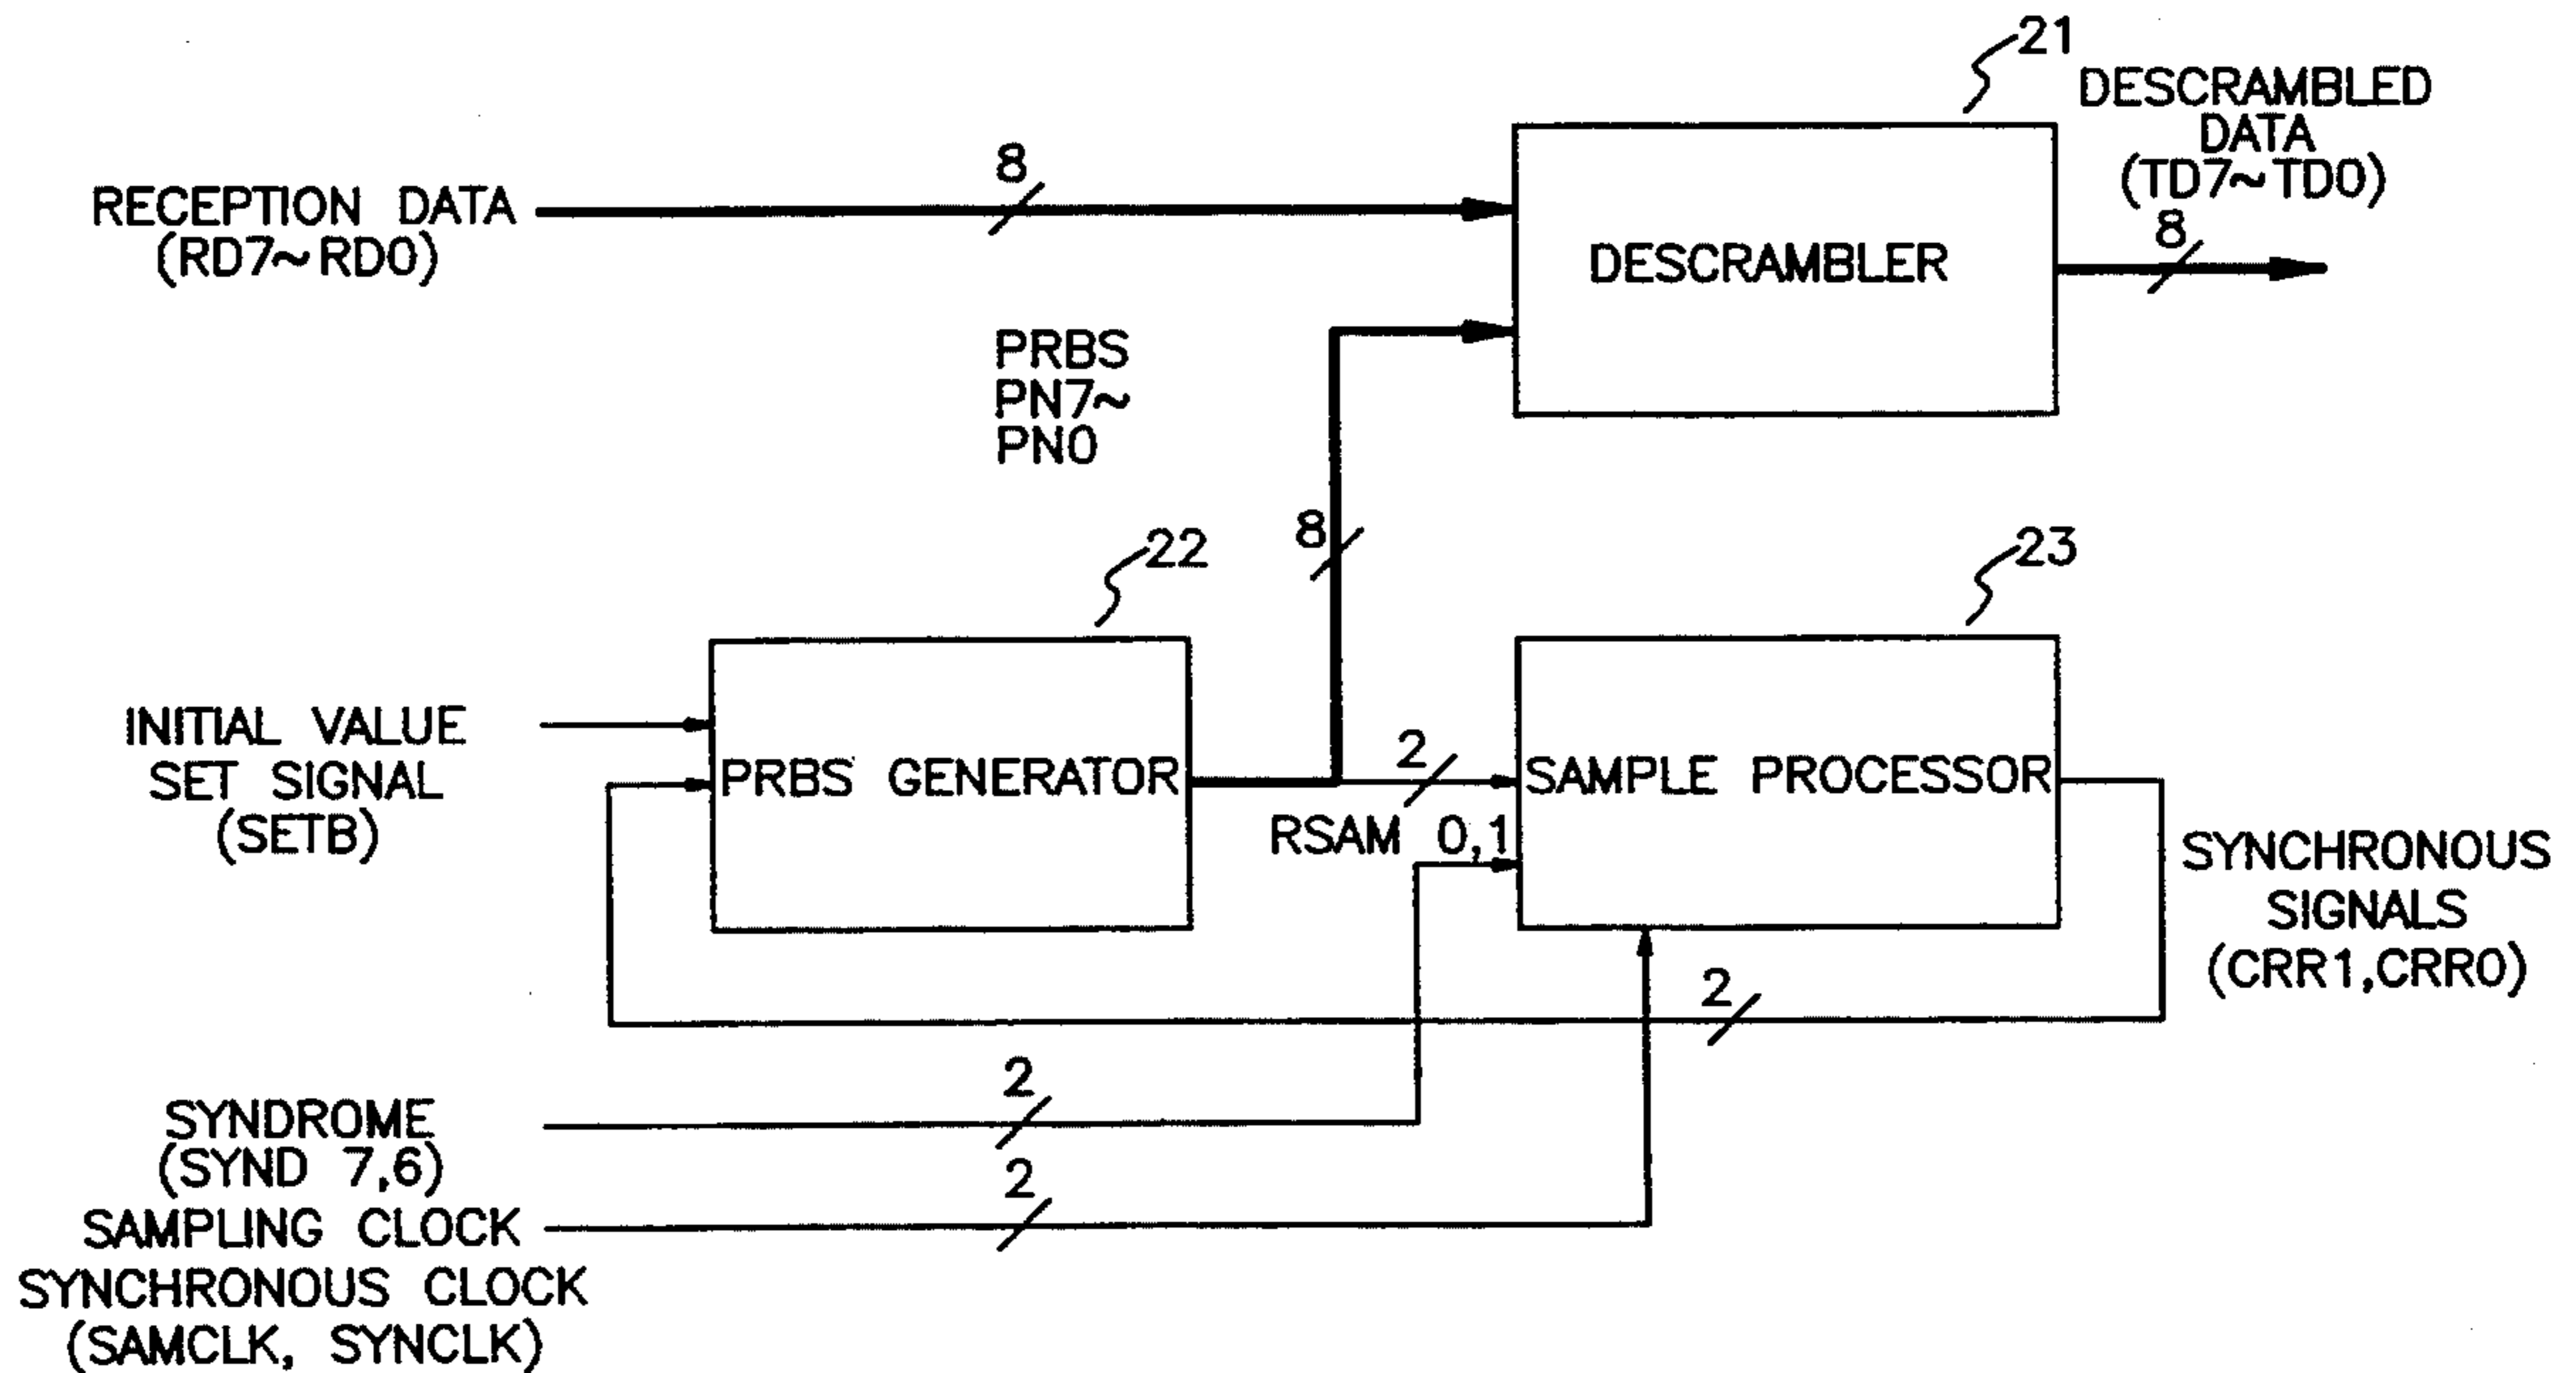 21
DESCRAMBLED
DATA
(TD7~TD0)
8
8
RECEPTION DATA
(RD7~RD0)
DESCRAMBLER
PRBS
PN7~
PN0
8
22
23
INITIAL VALUE
SET SIGNAL
(SETB)
PRBS GENERATOR
2
SAMPLE PROCESSOR
RSAM 0,1
SYNCHRONOUS
SIGNALS
(CRR1,CRR0)
2
2
SYNDROME
(SYND 7,6)
2
SAMPLING CLOCK
SYNCHRONOUS CLOCK
(SAMCLK, SYNCLK)